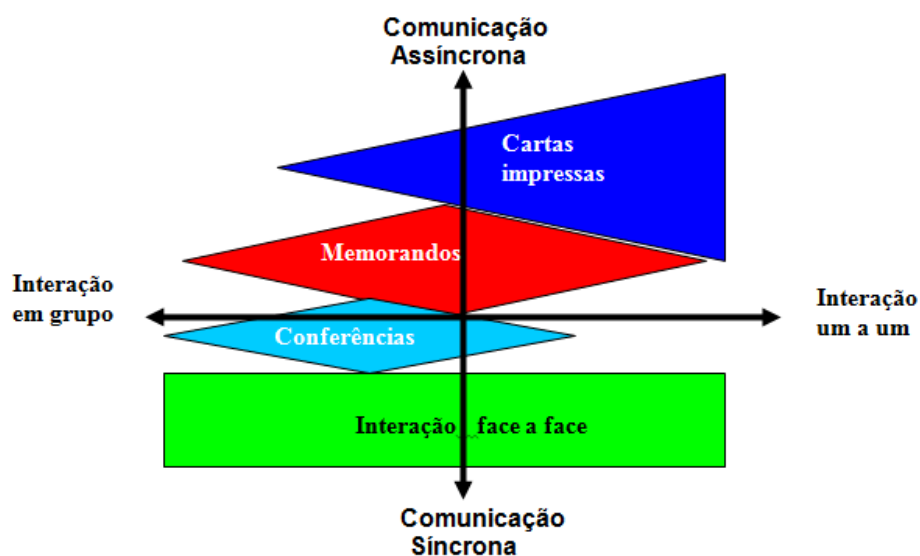 Comunicação
Assíncrona
Cartas
impressas
Memorandos
Interação
em grupo
Interação
um a um
Conferências
Interação face a face
Comunicação
Síncrona